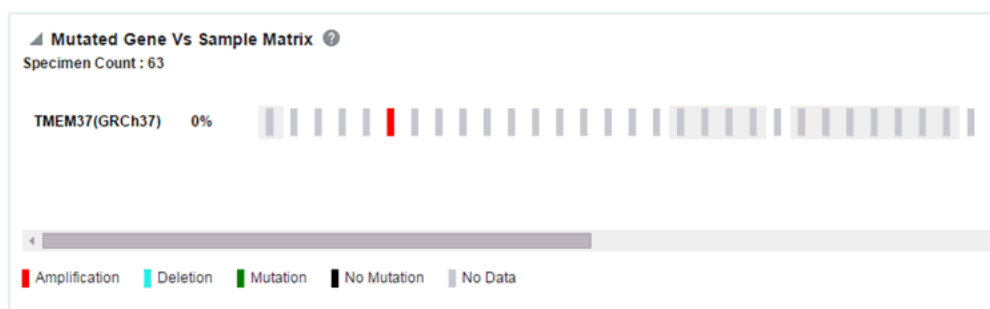 Mutated Gene Vs Sample Matrix ?
Specimen Count : 63
TMEM37(GRCh37) 0%
Amplification Deletion Mutation No Mutation No Data